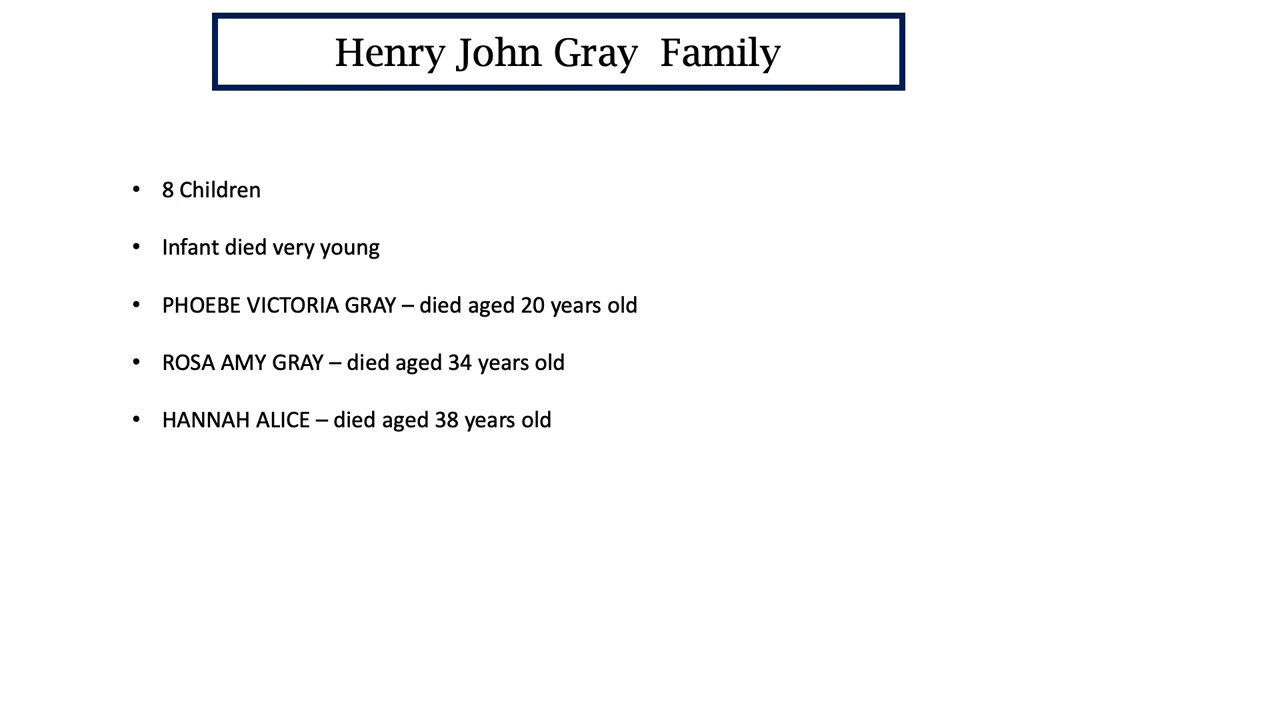 Henry John Gray  Family
• 8 Children
• Infant died very young
• PHOEBE VICTORIA GRAY – died aged 20 years old
• ROSA AMY GRAY – died aged 34 years old
• HANNAH ALICE – died aged 38 years old